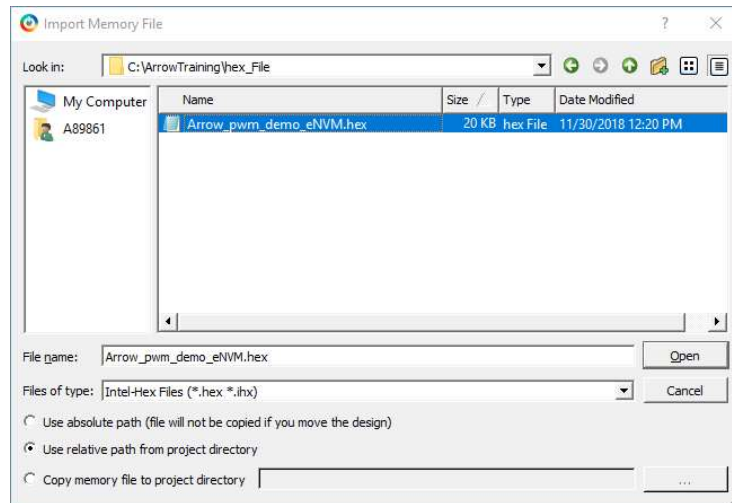 Import Memory File
?
Look in: C:\ArrowTraining\hex_File
My Computer
A89861
Name Size Type Date Modified
Arrow_pwm_demo_eNVM.hex 20 KB hex File 11/30/2018 12:20 PM
File name: Arrow_pwm_demo_eNVM.hex Open
Files of type: Intel-Hex Files (*.hex *.ihx) Cancel
Use absolute path (file will not be copied if you move the design)
Use relative path from project directory
Copy memory file to project directory ...